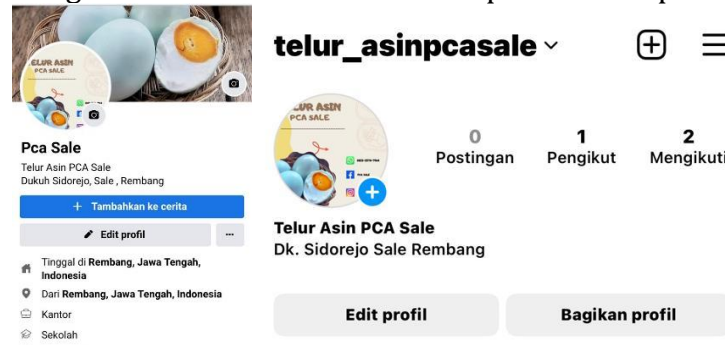 TELUR ASIN
PCA SALE
Pca Sale
Telur Asin PCA Sale
Dukuh Sidorejo, Sale , Rembang
+ Tambahkan ke cerita
Edit profil
Tinggal di Rembang, Jawa Tengah,
Indonesia
Dari Rembang, Jawa Tengah, Indonesia
Kantor
Sekolah
telur_asinpcasale
TELUR ASIN
PCA SALE
0
Postingan
1
Pengikut
2
Mengikuti
Telur Asin PCA Sale
Dk. Sidorejo Sale Rembang
Edit profil
Bagikan profil